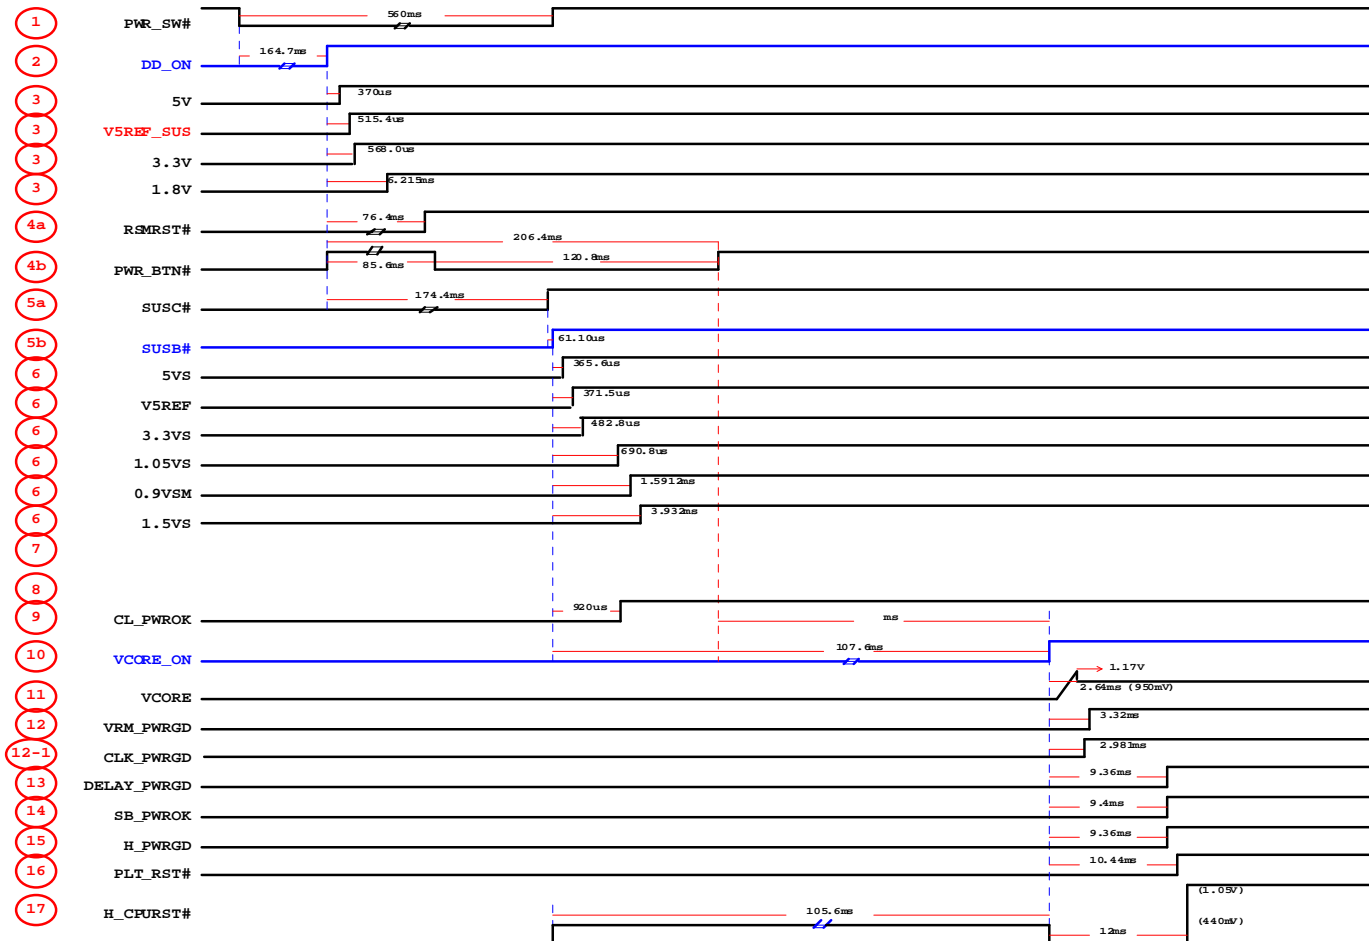 1 PWR_SW# 560ms
2 DD_ON 164.7ms
3 5V 370us
3 V5REF_SUS 515.4us
3 3.3V 568.0us
3 1.8V 6.215ms
4a RSMRST# 76.4ms
206.4ms
4b PWR_BTN# 85.6ms 120.8ms
5a SUSC# 174.4ms
5b SUSB# 61.10us
6 5VS 365.6us
6 V5REF 371.5us
6 3.3VS 482.8us
6 1.05VS 690.8us
6 0.9VSM 1.5912ms
6 1.5VS 3.932ms
7
8
9 CL_PWROK 920us ms
10 VCORE_ON 107.6ms
1.17V
11 VCORE 2.64ms (950mV)
12 VRM_PWRGD 3.32ms
12-1 CLK_PWRGD 2.981ms
13 DELAY_PWRGD 9.36ms
14 SB_PWROK 9.4ms
15 H_PWRGD 9.36ms
16 PLT_RST# 10.44ms
(1.05V)
17 H_CPURST# 105.6ms
(440mV)
12ms